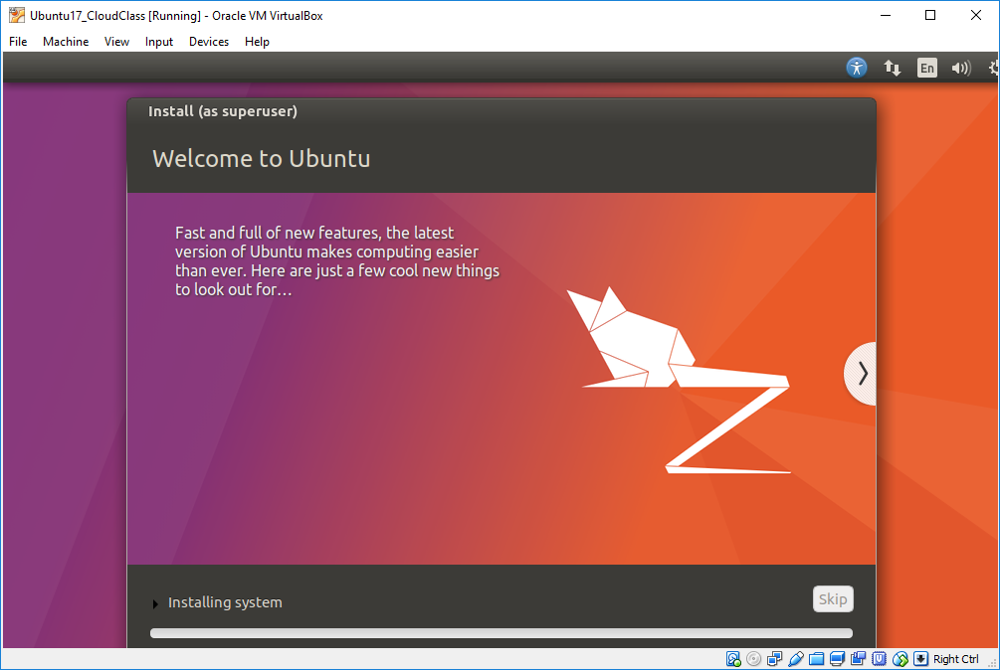 Ubuntu17_CloudClass [Running] - Oracle VM VirtualBox
File Machine View Input Devices Help
En
Install (as superuser)
Welcome to Ubuntu
Fast and full of new features, the latest
version of Ubuntu makes computing easier
than ever. Here are just a few cool new things
to look out for…
Installing system
Skip
Right Ctrl